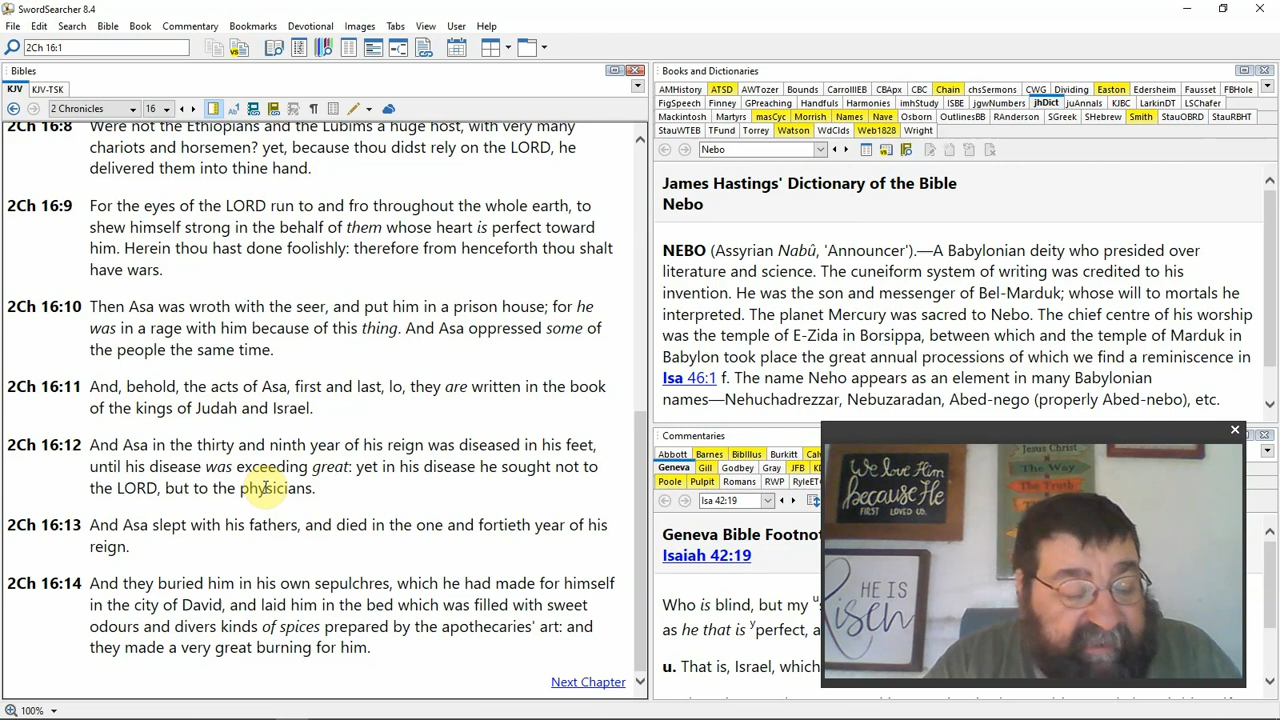 SwordSearcher 8.4
File Edit Search Bible Book Commentary Bookmarks Devotional Images Tabs View User Help
2Ch 16:1
Bibles
KJV KJV-TSK
2 Chronicles 16
2Ch 16:8 Were not the Ethiopians and the Lubims a huge host, with very many
chariots and horsemen? yet, because thou didst rely on the LORD, he
delivered them into thine hand.
2Ch 16:9 For the eyes of the LORD run to and fro throughout the whole earth, to
shew himself strong in the behalf of them whose heart is perfect toward
him. Herein thou hast done foolishly: therefore from henceforth thou shalt
have wars.
2Ch 16:10 Then Asa was wroth with the seer, and put him in a prison house; for he
was in a rage with him because of this thing. And Asa oppressed some of
the people the same time.
2Ch 16:11 And, behold, the acts of Asa, first and last, lo, they are written in the book
of the kings of Judah and Israel.
2Ch 16:12 And Asa in the thirty and ninth year of his reign was diseased in his feet,
until his disease was exceeding great: yet in his disease he sought not to
the LORD, but to the physicians.
2Ch 16:13 And Asa slept with his fathers, and died in the one and fortieth year of his
reign.
2Ch 16:14 And they buried him in his own sepulchres, which he had made for himself
in the city of David, and laid him in the bed which was filled with sweet
odours and divers kinds of spices prepared by the apothecaries' art: and
they made a very great burning for him.
Next Chapter
100%
Books and Dictionaries
AMHistory ATSD AWTozer Bounds CarrollIEB CBApx CBC Chain chsSermons CWG Dividing Easton Edersheim Fausset FBHole
FigSpeech Finney GPreaching Handfuls Harmonies imhStudy ISBE jgwNumbers jhDict juAnnals KJBC LarkinDT LSChafer
Mackintosh Martyrs masCyc Morrish Names Nave Osborn OutlinesBB RAnderson SGreek SHebrew Smith StauOBRD StauRBHT
StauWTEB TFund Torrey Watson WdClds Web1828 Wright
Nebo
James Hastings' Dictionary of the Bible
Nebo
NEBO (Assyrian Nabû, 'Announcer').—A Babylonian deity who presided over
literature and science. The cuneiform system of writing was credited to his
invention. He was the son and messenger of Bel-Marduk; whose will to mortals he
interpreted. The planet Mercury was sacred to Nebo. The chief centre of his worship
was the temple of E-Zida in Borsippa, between which and the temple of Marduk in
Babylon took place the great annual processions of which we find a reminiscence in
Isa 46:1 f. The name Neho appears as an element in many Babylonian
names—Nehuchadrezzar, Nebuzaradan, Abed-nego (properly Abed-nebo), etc.
Commentaries
Abbott Barnes BibIllus Burkitt
Geneva Gill Godbey Gray JFB
Poole Pulpit Romans RWP
Isa 42:19
Geneva Bible Footno
Isaiah 42:19
Who is blind, but my u
as he that is y perfect, a
u. That is, Israel, which
We love Him
because He
FIRST LOVED US.
Jesus Christ
The Truth
HE IS
Risen